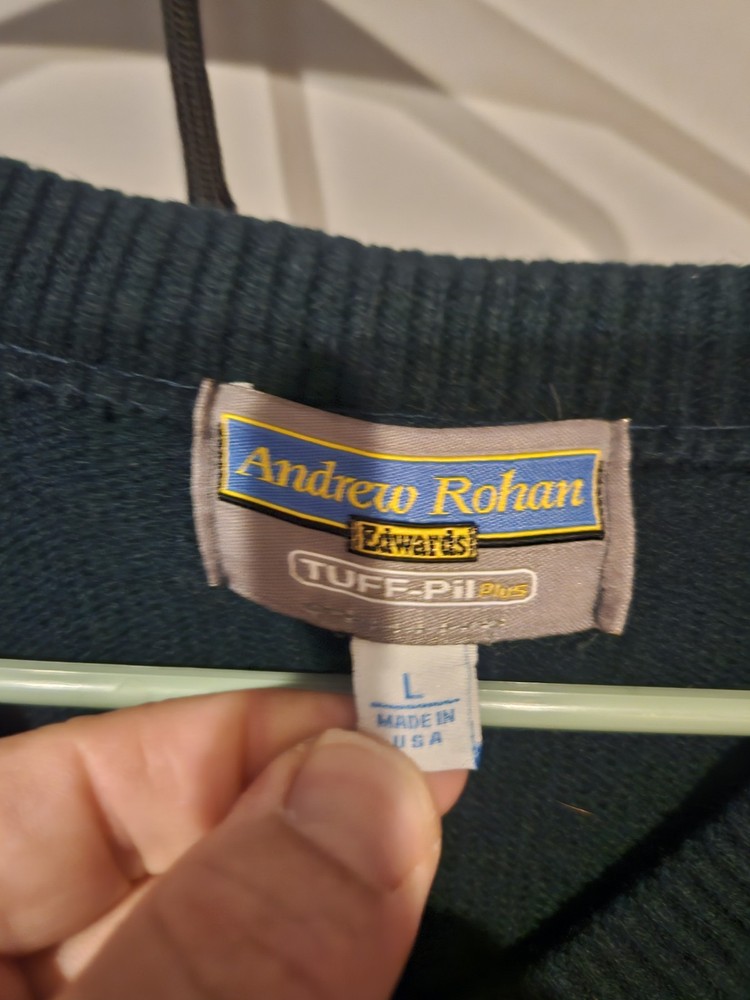 Andrew Rohan
Edwards
TUFF-Pil Plus
L
MADE IN
USA